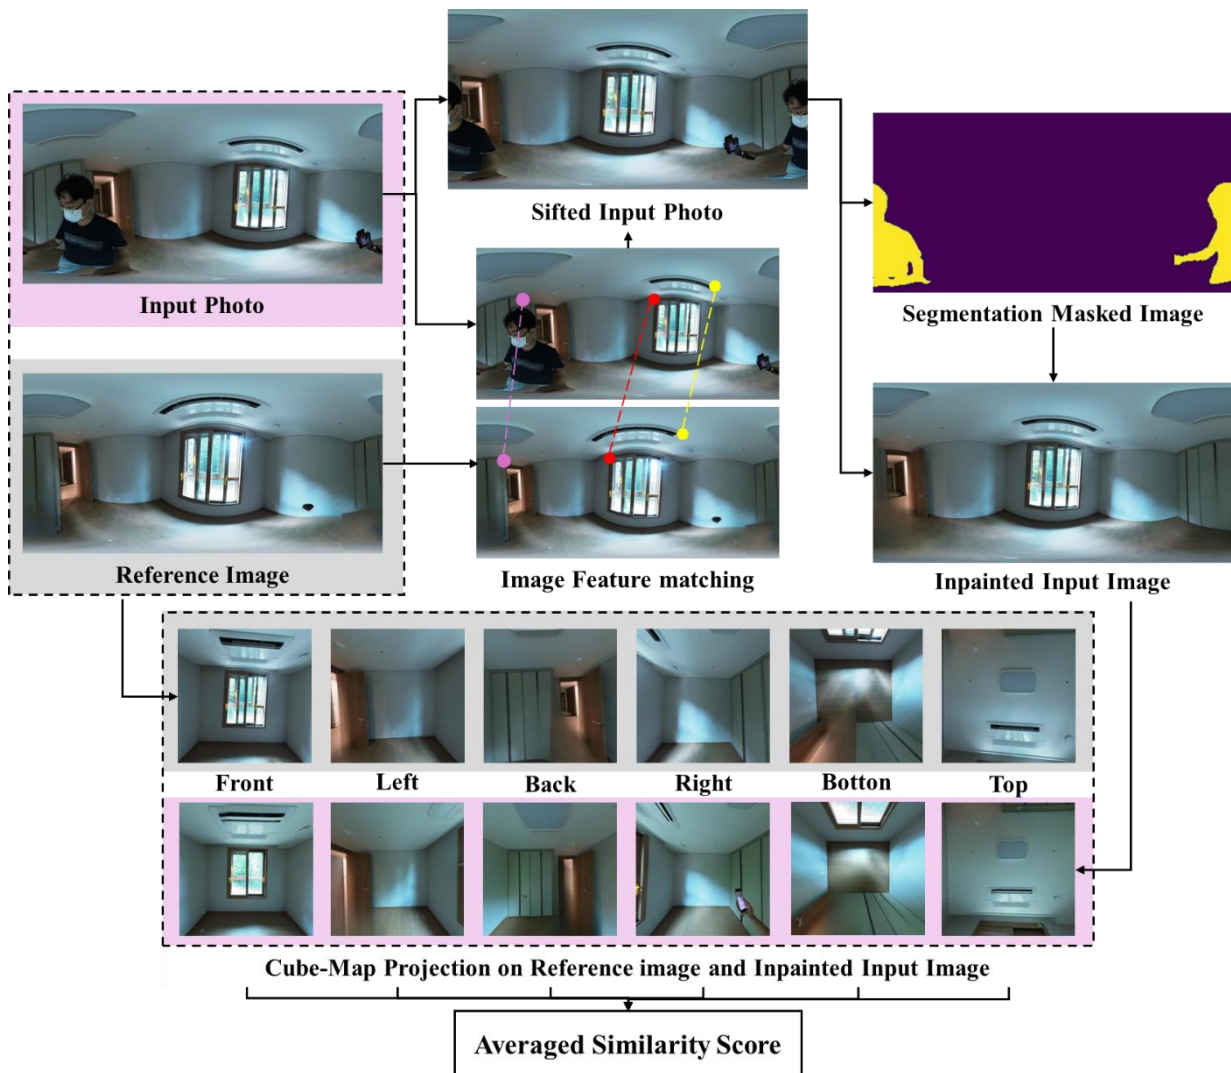 Input Photo
Sifted Input Photo
Segmentation Masked Image
Reference Image
Image Feature matching
Inpainted Input Image
Front
Left
Back
Right
Botton
Top
Cube-Map Projection on Reference image and Inpainted Input Image
Averaged Similarity Score